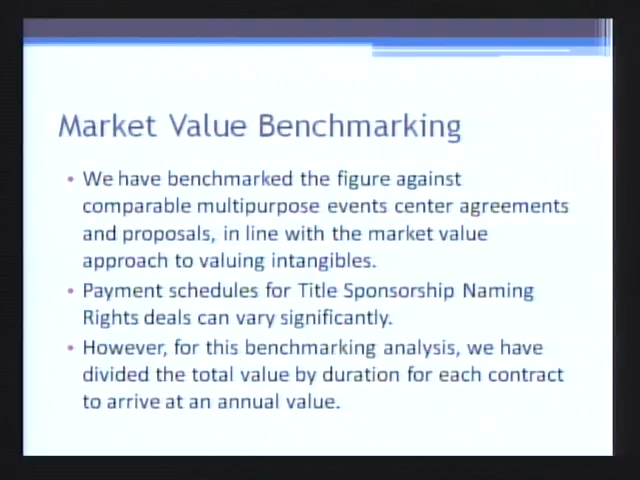 Market Value Benchmarking
• We have benchmarked the figure against
comparable multipurpose events center agreements
and proposals, in line with the market value
approach to valuing intangibles.
• Payment schedules for Title Sponsorship Naming
Rights deals can vary significantly.
• However, for this benchmarking analysis, we have
divided the total value by duration for each contract
to arrive at an annual value.